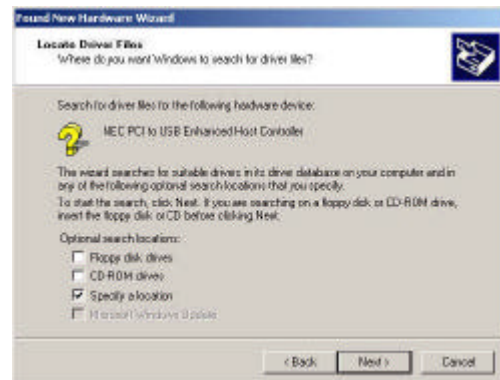 Found New Hardware Wizard
Locate Driver Files
Where do you want Windows to search for driver files?
Search for driver files for the following hardware device:
NEC PCI to USB Enhanced Host Controller
The wizard searches for suitable drivers in its driver database on your computer and in
any of the following optional search locations that you specify.
To start the search, click Next. If you are searching on a floppy disk or CD-ROM drive,
insert the floppy disk or CD before clicking Next.
Optional search locations:
Floppy disk drives
CD-ROM drives
Specify a location
Microsoft Windows Update
< Back
Next >
Cancel